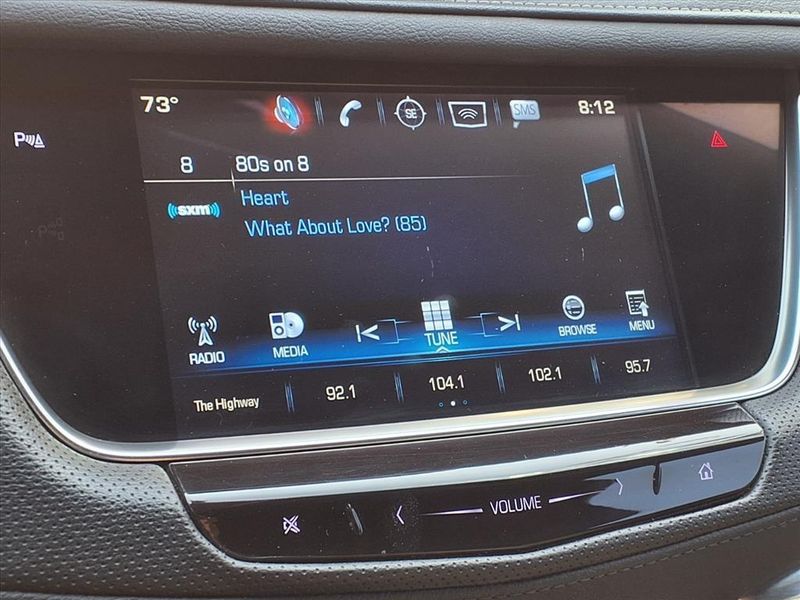 73° SE SMS 8:12
P
8 80s on 8
sxm Heart
What About Love? (85)
RADIO MEDIA TUNE BROWSE MENU
The Highway 92.1 104.1 102.1 95.7
VOLUME